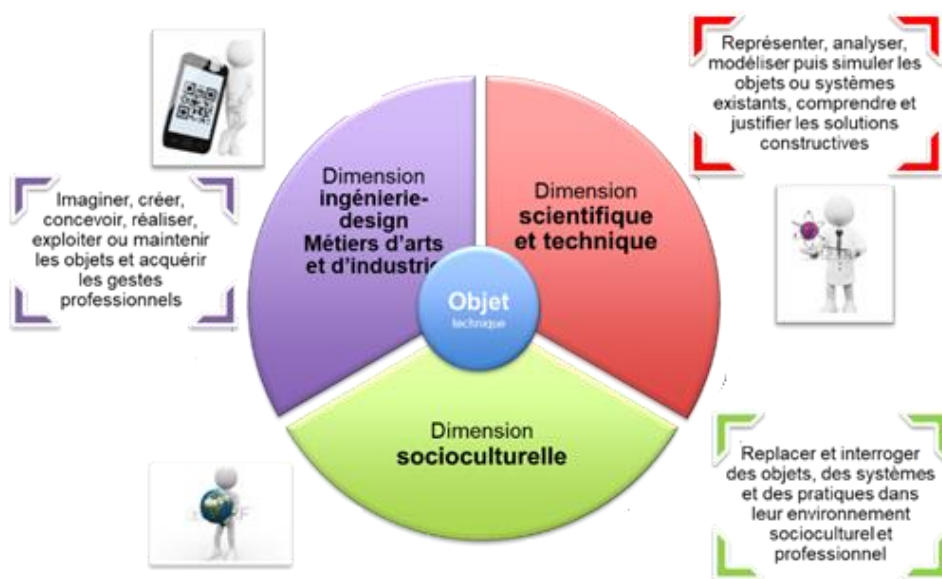 Représenter, analyser,
modéliser puis simuler les
objets ou systèmes
existants, comprendre et
justifier les solutions
constructives
Imaginer, créer,
concevoir, réaliser,
exploiter ou maintenir
les objets et acquérir
les gestes
professionnels
Dimension
ingénierie-
design
Métiers d'arts
et d'industrie
Dimension
scientifique
et technique
Objet
technique
Dimension
socioculturelle
Replacer et interroger
des objets, des systèmes
et des pratiques dans
leur environnement
socioculturel et
professionnel